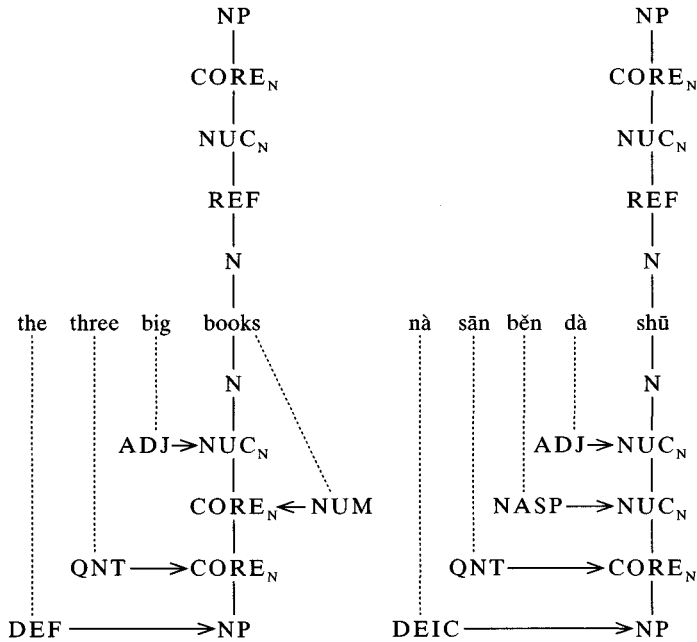 NP NP
CORE_N CORE_N
NUC_N NUC_N
REF REF
N N
the three big books nà sān běn dà shū
N N
ADJ NUC_N ADJ NUC_N
CORE_N NUM NASP NUC_N
QNT CORE_N QNT CORE_N
DEF NP DEIC NP